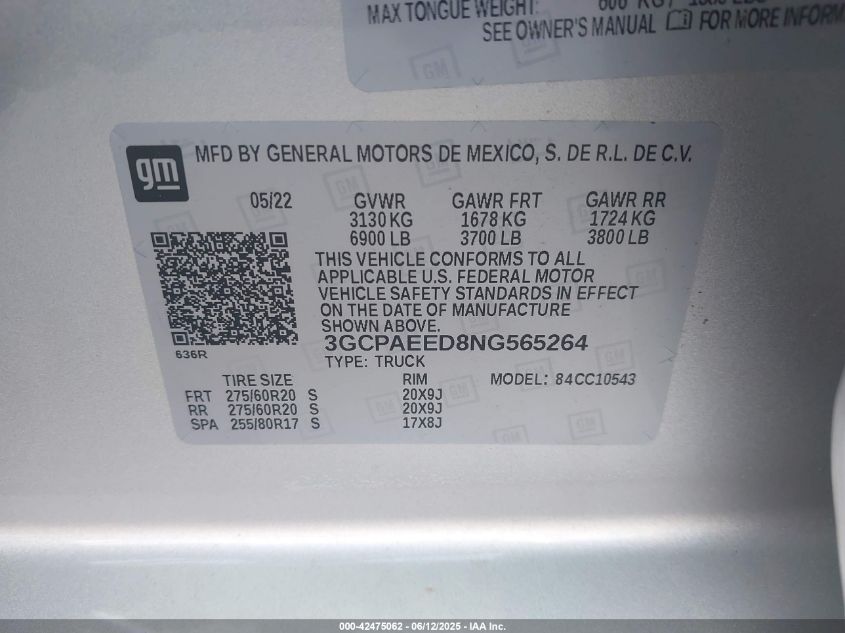 MAX TONGUE WEIGHT:
SEE OWNER'S MANUAL FOR MORE INFORM
gm MFD BY GENERAL MOTORS DE MEXICO, S. DE R.L. DE C.V.
05/22 GVWR GAWR FRT GAWR RR
3130 KG 1678 KG 1724 KG
6900 LB 3700 LB 3800 LB
THIS VEHICLE CONFORMS TO ALL
APPLICABLE U.S. FEDERAL MOTOR
VEHICLE SAFETY STANDARDS IN EFFECT
ON THE DATE OF MANUFACTURE
SHOWN ABOVE.
636R
3GCPAEED8NG565264
TYPE: TRUCK
TIRE SIZE RIM MODEL: 84CC10543
FRT 275/60R20 S 20X9J
RR 275/60R20 S 20X9J
SPA 255/80R17 S 17X8J
000-42475062 - 06/12/2025 - IAA Inc.